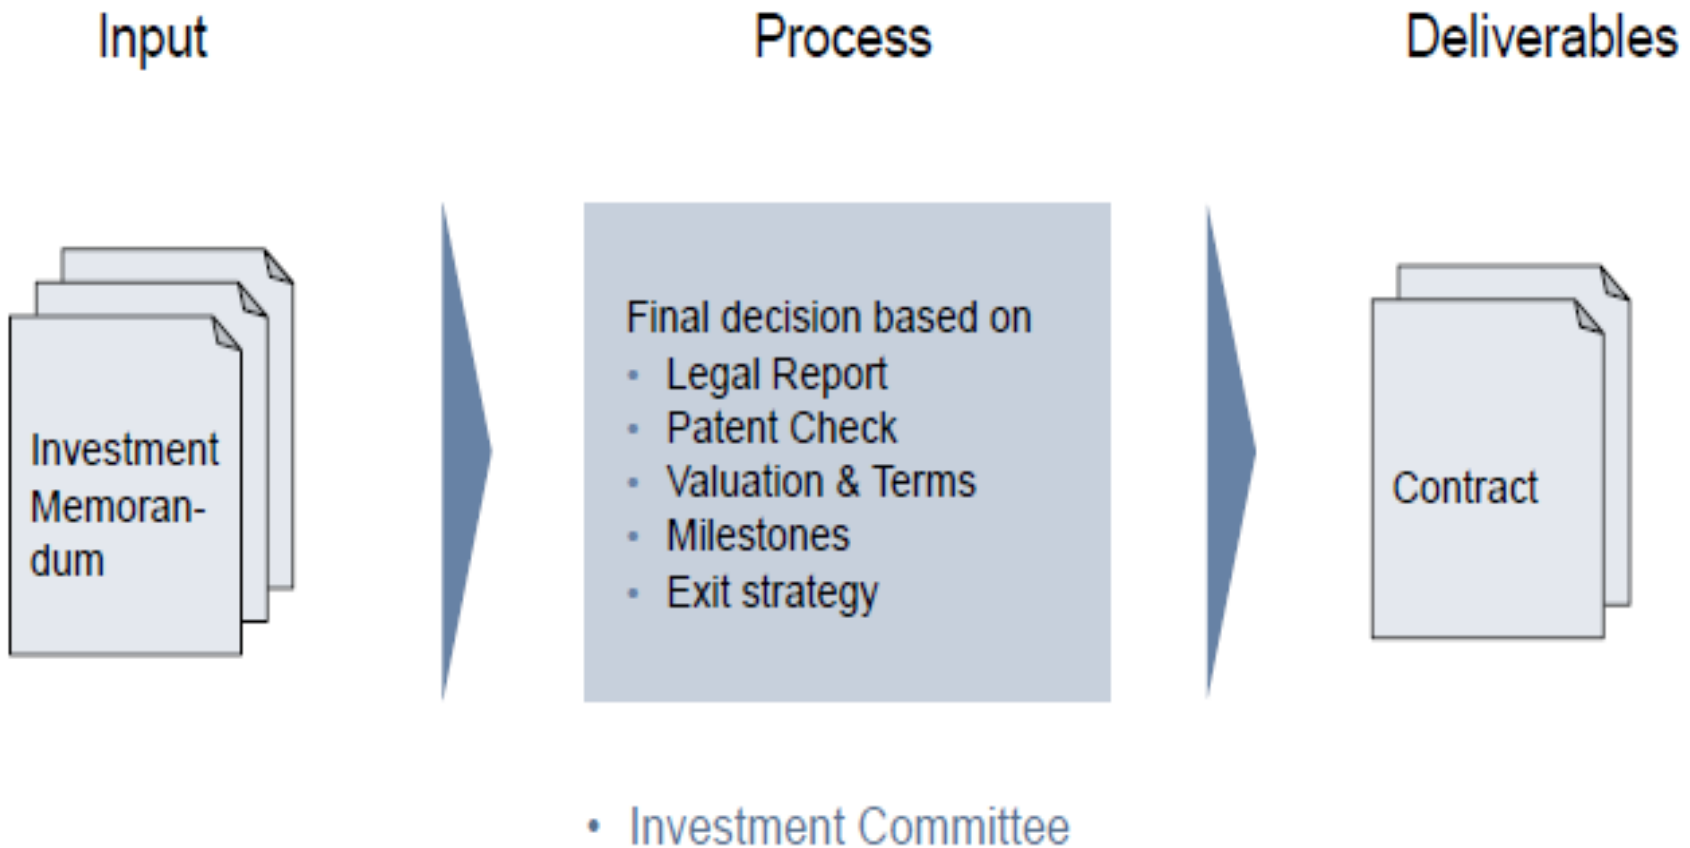 Input
Process
Deliverables
Investment
Memoran-
dum
Final decision based on
• Legal Report
• Patent Check
• Valuation & Terms
• Milestones
• Exit strategy
Contract
• Investment Committee